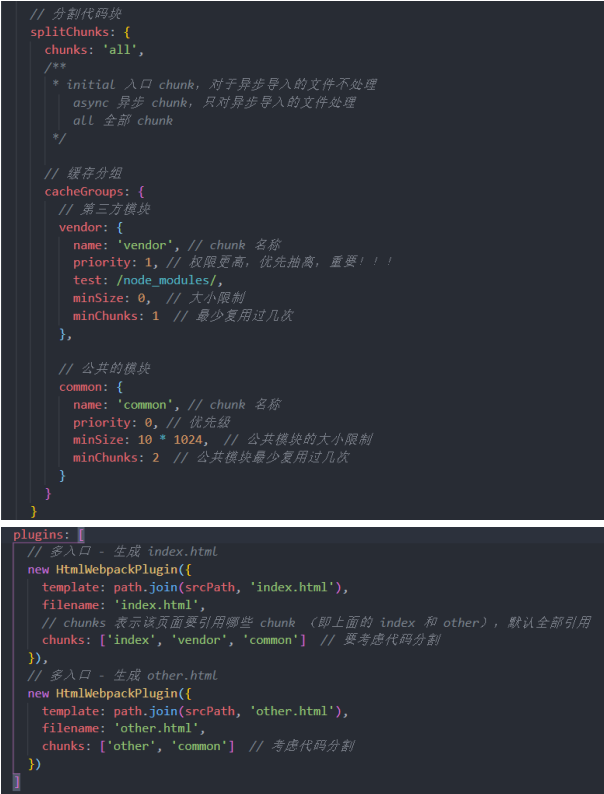 // 分割代码块
splitChunks: {
chunks: 'all',
/**
* initial 入口 chunk, 对于异步导入的文件不处理
async 异步 chunk, 只对异步导入的文件处理
all 全部 chunk
*/
// 缓存分组
cacheGroups: {
// 第三方模块
vendor: {
name: 'vendor', // chunk 名称
priority: 1, // 权限更高, 优先抽离, 重要!!!
test: /node_modules/,
minSize: 0, // 大小限制
minChunks: 1 // 最少复用过几次
},
// 公共的模块
common: {
name: 'common', // chunk 名称
priority: 0, // 优先级
minSize: 10 * 1024, // 公共模块的大小限制
minChunks: 2 // 公共模块最少复用过几次
}
}
}
plugins: [
// 多入口 - 生成 index.html
new HtmlWebpackPlugin({
template: path.join(srcPath, 'index.html'),
filename: 'index.html',
// chunks 表示该页面要引用哪些 chunk (即上面的 index 和 other), 默认全部引用
chunks: ['index', 'vendor', 'common'] // 要考虑代码分割
}),
// 多入口 - 生成 other.html
new HtmlWebpackPlugin({
template: path.join(srcPath, 'other.html'),
filename: 'other.html',
chunks: ['other', 'common'] // 考虑代码分割
})
]